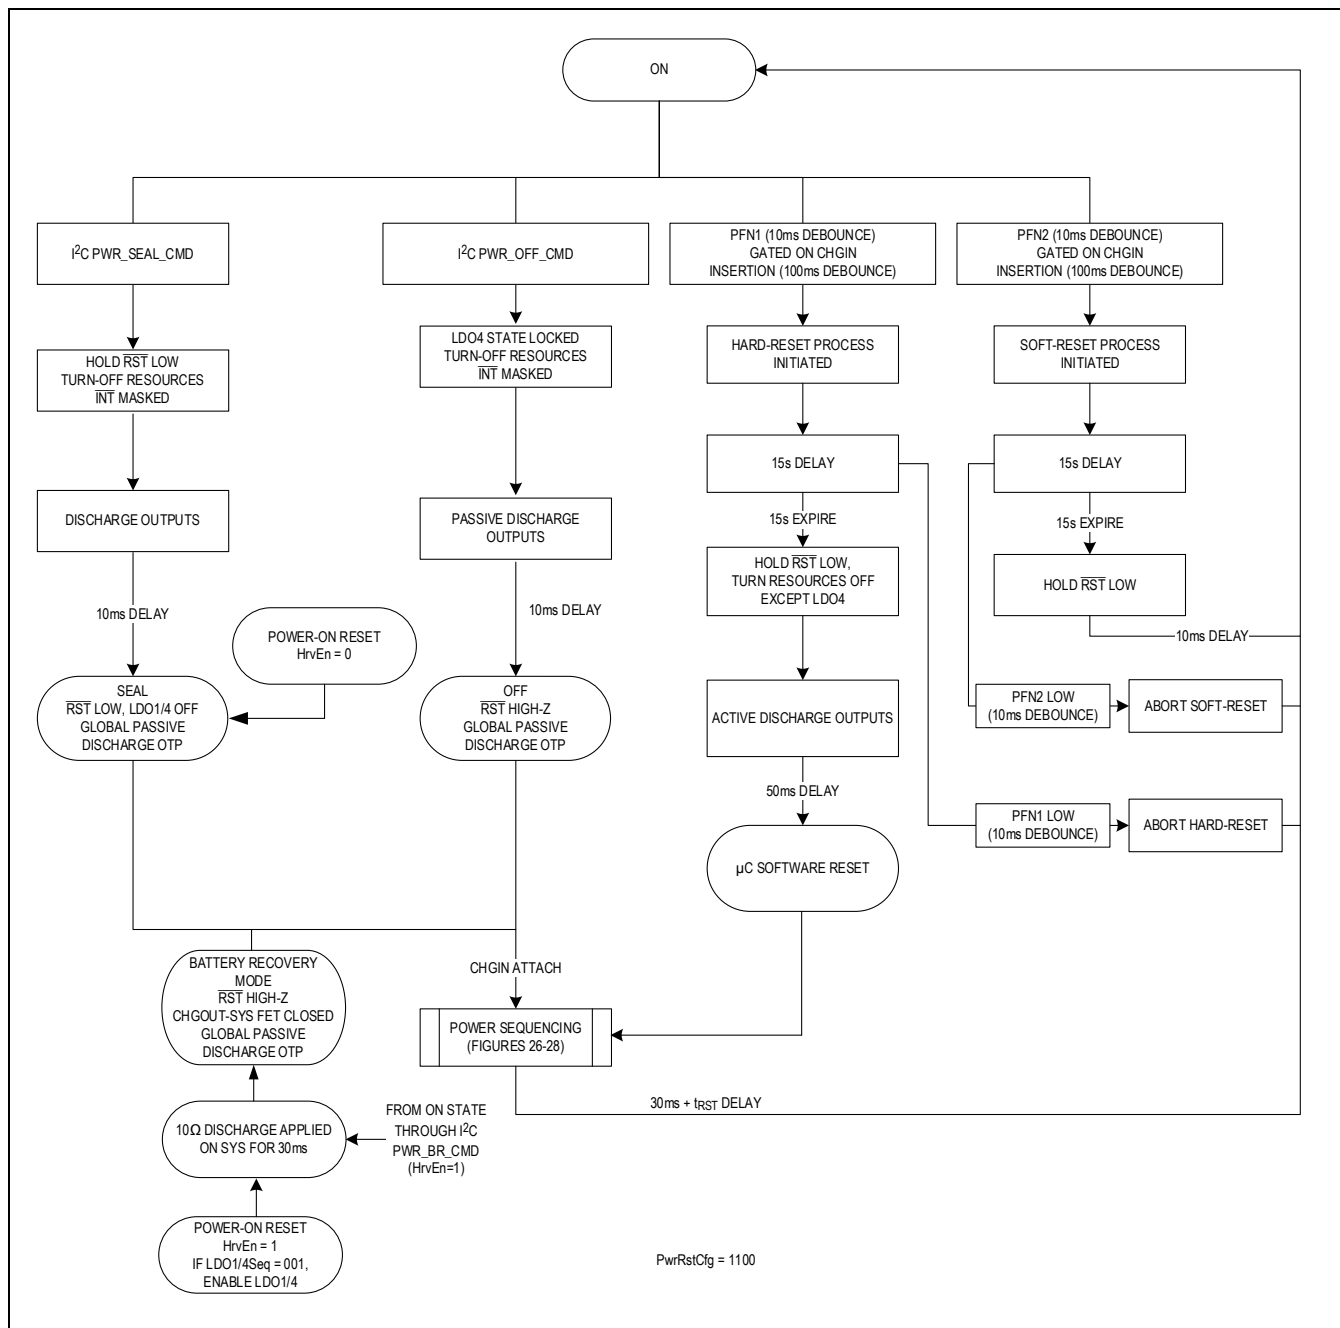 ON
I²C PWR_SEAL_CMD
HOLD RST LOW
TURN-OFF RESOURCES
INT MASKED
DISCHARGE OUTPUTS
10ms DELAY
SEAL
RST LOW, LDO1/4 OFF
GLOBAL PASSIVE
DISCHARGE OTP
POWER-ON RESET
HrvEn = 0
I²C PWR_OFF_CMD
LDO4 STATE LOCKED
TURN-OFF RESOURCES
INT MASKED
PASSIVE DISCHARGE
OUTPUTS
10ms DELAY
OFF
RST HIGH-Z
GLOBAL PASSIVE
DISCHARGE OTP
PFN1 (10ms DEBOUNCE)
GATED ON CHGIN
INSERTION (100ms DEBOUNCE)
HARD-RESET PROCESS
INITIATED
15s DELAY
15s EXPIRE
HOLD RST LOW,
TURN RESOURCES OFF
EXCEPT LDO4
ACTIVE DISCHARGE OUTPUTS
50ms DELAY
µC SOFTWARE RESET
PFN2 (10ms DEBOUNCE)
GATED ON CHGIN
INSERTION (100ms DEBOUNCE)
SOFT-RESET PROCESS
INITIATED
15s DELAY
15s EXPIRE
HOLD RST LOW
10ms DELAY
PFN2 LOW
(10ms DEBOUNCE)
ABORT SOFT-RESET
PFN1 LOW
(10ms DEBOUNCE)
ABORT HARD-RESET
BATTERY RECOVERY
MODE
RST HIGH-Z
CHGOUT-SYS FET CLOSED
GLOBAL PASSIVE
DISCHARGE OTP
CHGIN ATTACH
POWER SEQUENCING
(FIGURES 26-28)
30ms + tRST DELAY
10Ω DISCHARGE APPLIED
ON SYS FOR 30ms
FROM ON STATE
THROUGH I²C
PWR_BR_CMD
(HrvEn=1)
POWER-ON RESET
HrvEn = 1
IF LDO1/4Seq = 001,
ENABLE LDO1/4
PwrRstCfg = 1100